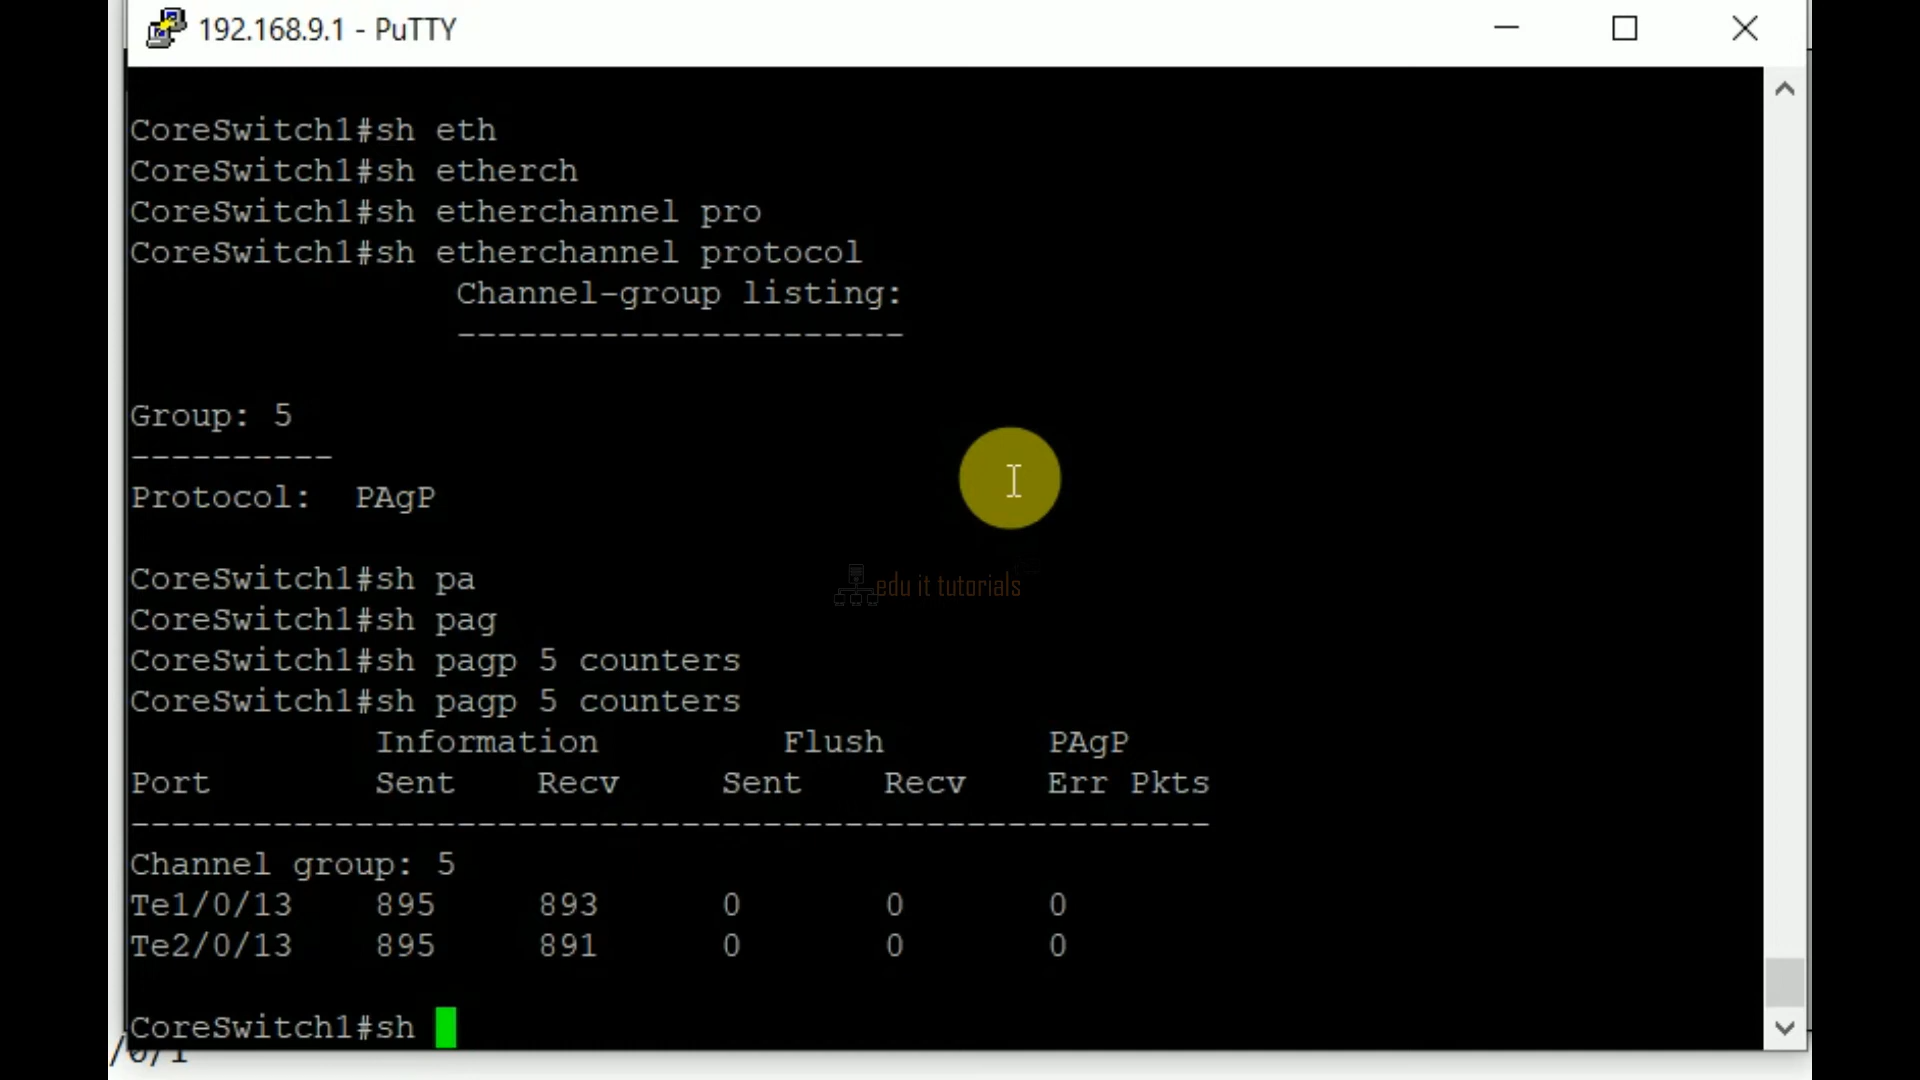 192.168.9.1 - PuTTY
CoreSwitch1#sh eth
CoreSwitch1#sh etherch
CoreSwitch1#sh etherchannel pro
CoreSwitch1#sh etherchannel protocol
Channel-group listing:
-----------------------
Group: 5
----------
Protocol:  PAgP
CoreSwitch1#sh pa
CoreSwitch1#sh pag
CoreSwitch1#sh pagp 5 counters
CoreSwitch1#sh pagp 5 counters
Information Flush PAgP
Port Sent Recv Sent Recv Err Pkts
-----------------------------------------------------
Channel group: 5
Te1/0/13 895 893 0 0 0
Te2/0/13 895 891 0 0 0
CoreSwitch1#sh
/0/1
edu it tutorials